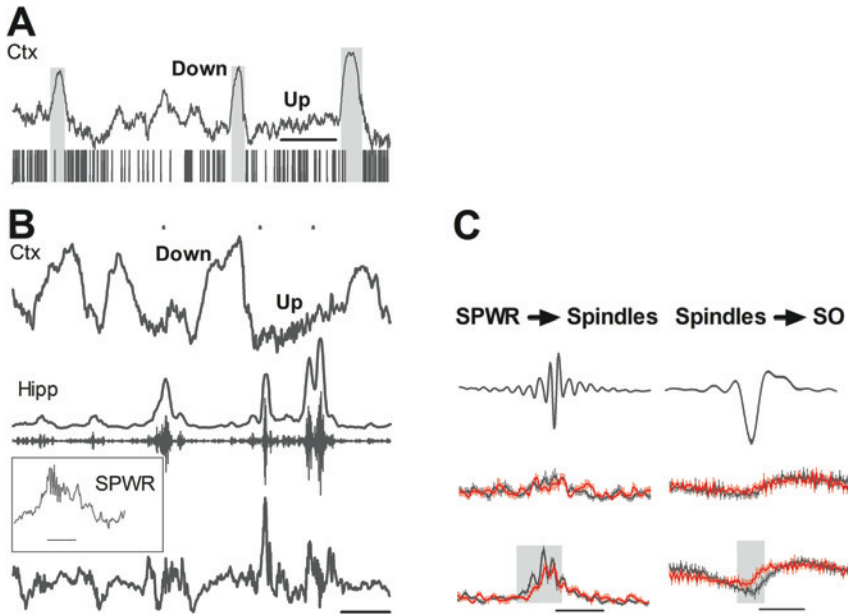 A
Ctx
Down
Up
B
Ctx
Down
Up
Hipp
SPWR
C
SPWR → Spindles
Spindles → SO